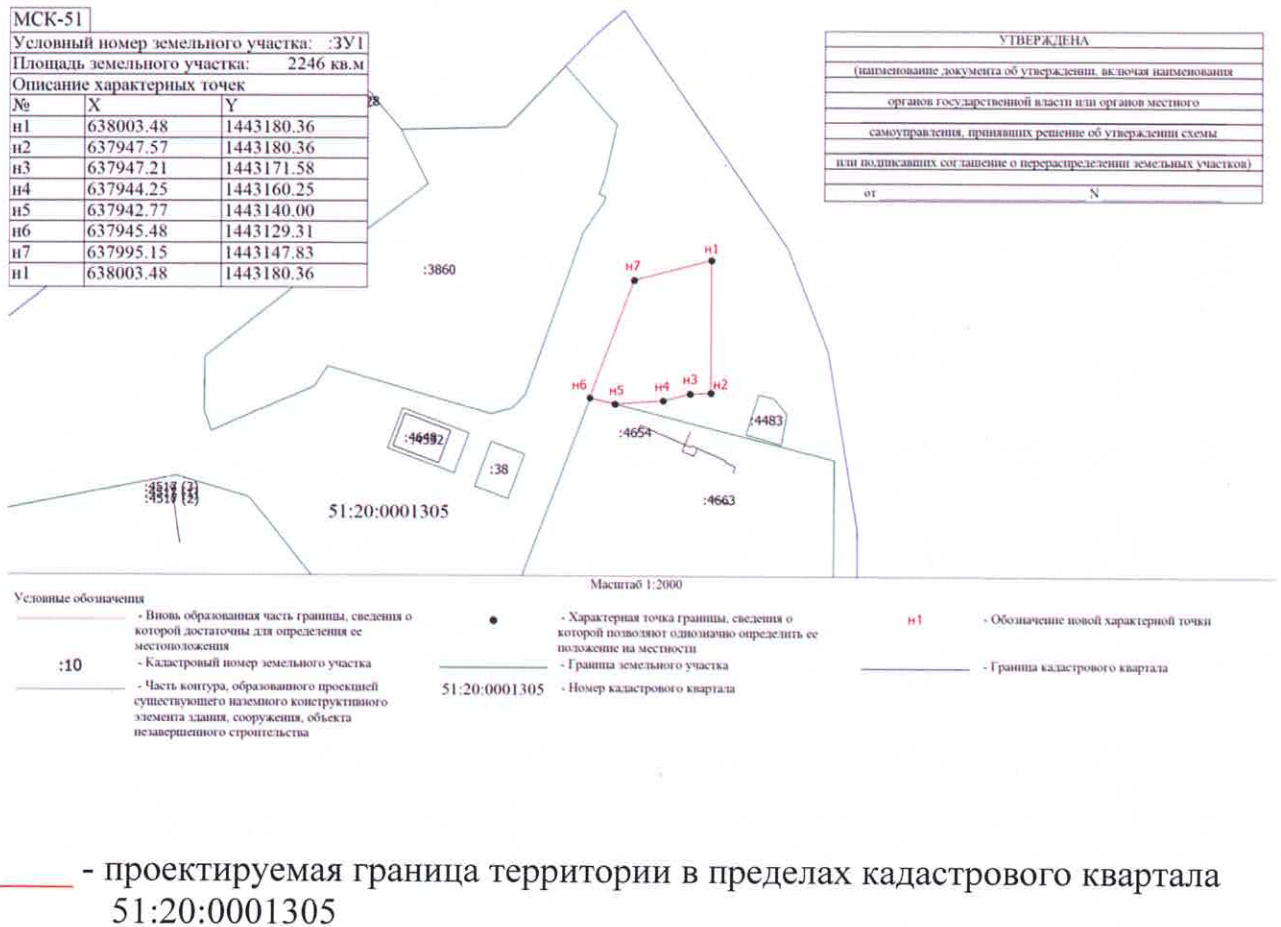 МСК-51
Условный номер земельного участка: :ЗУ1
Площадь земельного участка: 2246 кв.м
Описание характерных точек
№ X Y
н1 638003.48 1443180.36
н2 637947.57 1443180.36
н3 637947.21 1443171.58
н4 637944.25 1443160.25
н5 637942.77 1443140.00
н6 637945.48 1443129.31
н7 637995.15 1443147.83
н1 638003.48 1443180.36
УТВЕРЖДЕНА
(наименование документа об утверждении, включая наименования
органов государственной власти или органов местного
самоуправления, принявших решение об утверждении схемы
или подписавших соглашение о перераспределении земельных участков)
от N
28
:3860
н1
н7
н6
н5
н4
н3
н2
:4654
:4483
:38
:4663
:4517 (3)
51:20:0001305
Масштаб 1:2000
Условные обозначения
- Вновь образованная часть границы, сведения о
которой достаточны для определения ее
местоположения
:10 - Кадастровый номер земельного участка
- Часть контура, образованного проекцией
существующего наземного конструктивного
элемента здания, сооружения, объекта
незавершенного строительства
- Характерная точка границы, сведения о
которой позволяют однозначно определить ее
положение на местности
- Граница земельного участка
51:20:0001305 - Номер кадастрового квартала
н1 - Обозначение новой характерной точки
- Граница кадастрового квартала
- проектируемая граница территории в пределах кадастрового квартала
51:20:0001305